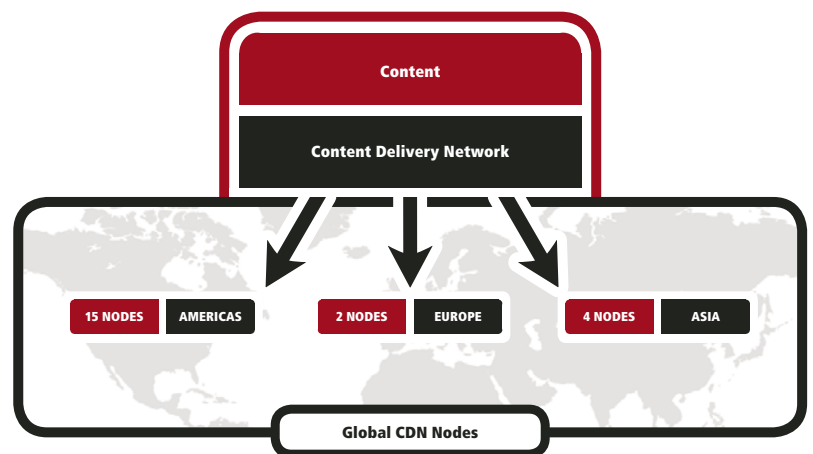 Content
Content Delivery Network
15 NODES AMERICAS
2 NODES EUROPE
4 NODES ASIA
Global CDN Nodes